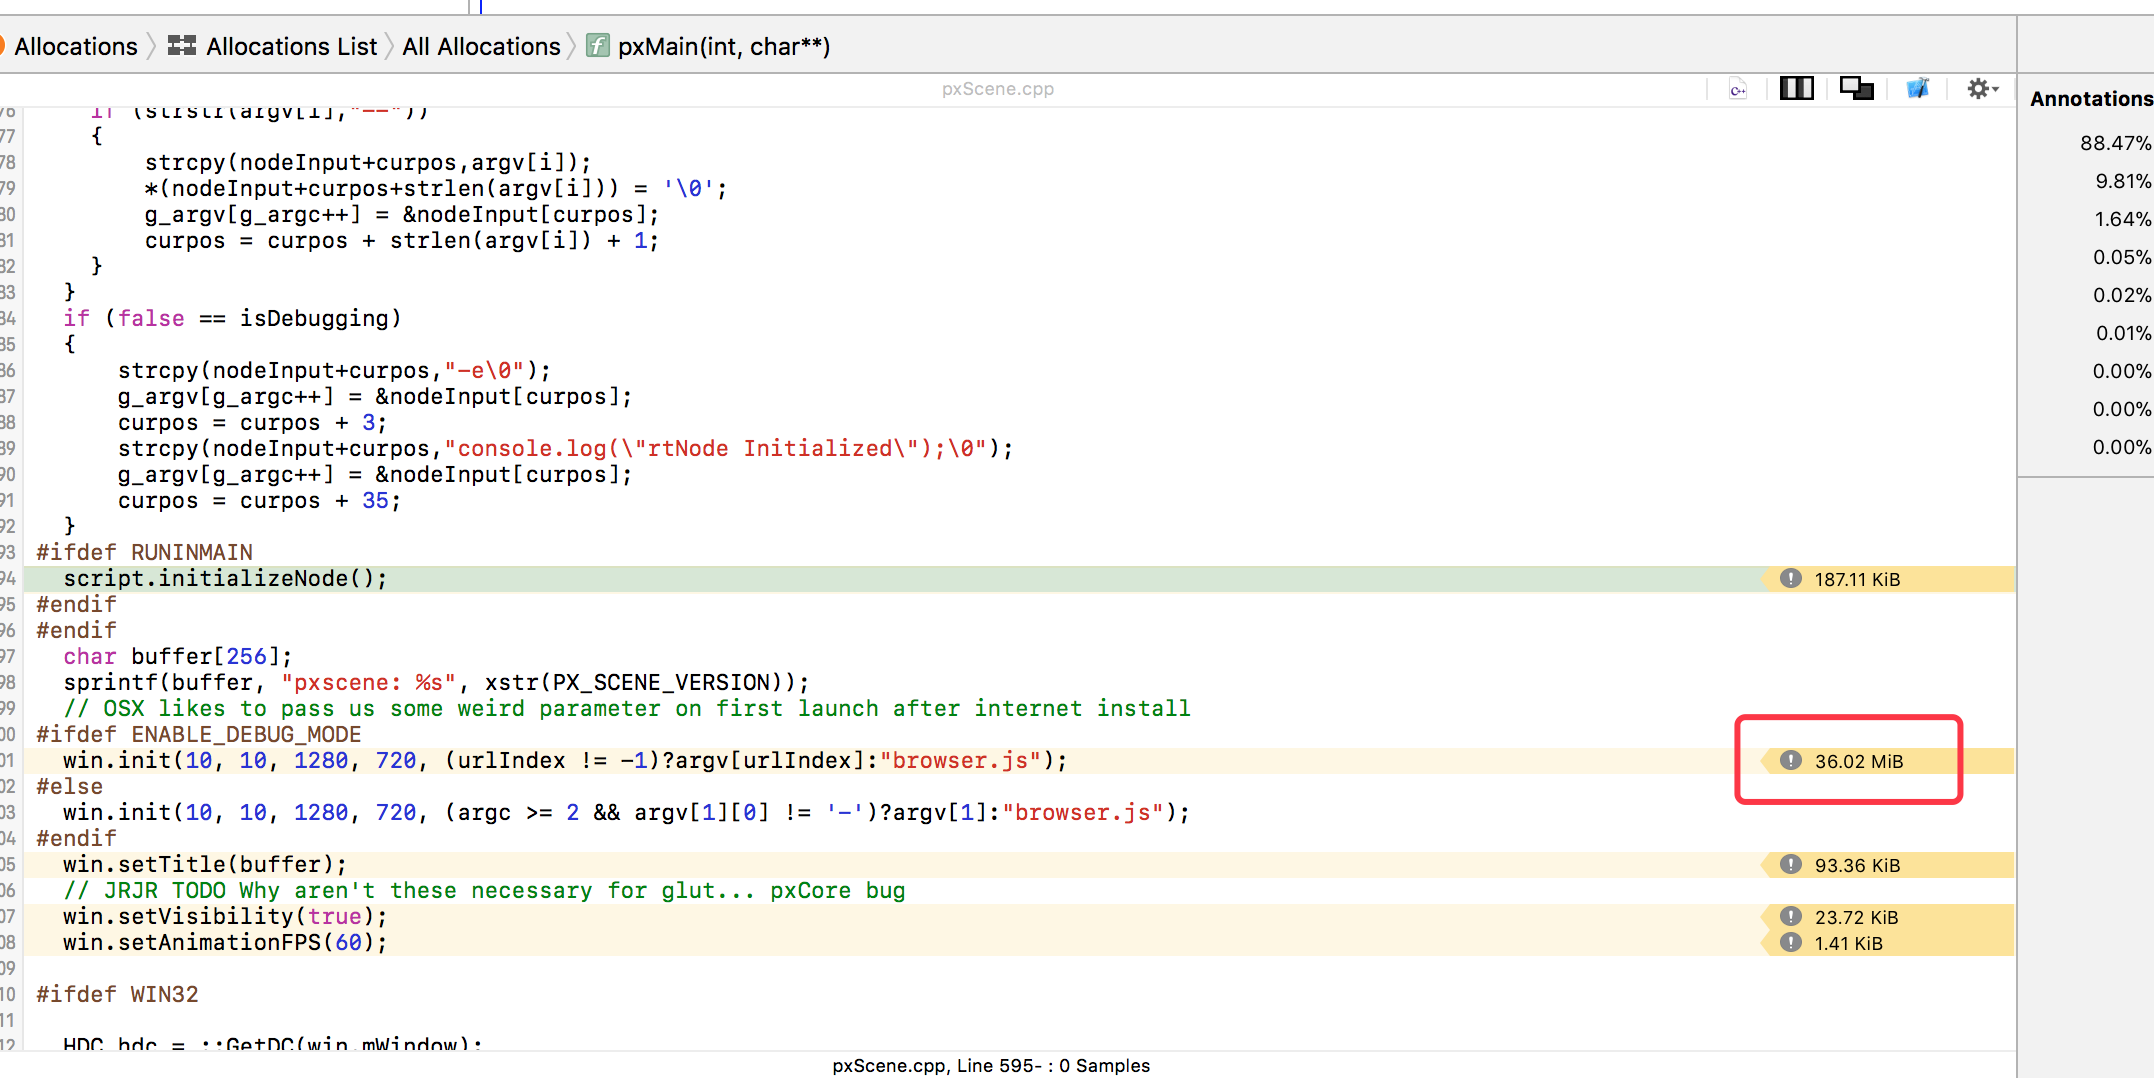 Allocations Allocations List All Allocations f pxMain(int, char**)
pxScene.cpp
Annotations
76 if (strstr(argv[i],"--"))
77 {
78 strcpy(nodeInput+curpos,argv[i]);
79 *(nodeInput+curpos+strlen(argv[i])) = '\0';
80 g_argv[g_argc++] = &nodeInput[curpos];
81 curpos = curpos + strlen(argv[i]) + 1;
82 }
83 }
84 if (false == isDebugging)
85 {
86 strcpy(nodeInput+curpos,"-e\0");
87 g_argv[g_argc++] = &nodeInput[curpos];
88 curpos = curpos + 3;
89 strcpy(nodeInput+curpos,"console.log(\"rtNode Initialized\");\0");
90 g_argv[g_argc++] = &nodeInput[curpos];
91 curpos = curpos + 35;
92 }
93 #ifdef RUNINMAIN
94 script.initializeNode(); ! 187.11 KiB
95 #endif
96 #endif
97 char buffer[256];
98 sprintf(buffer, "pxscene: %s", xstr(PX_SCENE_VERSION));
99 // OSX likes to pass us some weird parameter on first launch after internet install
00 #ifdef ENABLE_DEBUG_MODE
01 win.init(10, 10, 1280, 720, (urlIndex != -1)?argv[urlIndex]:"browser.js"); ! 36.02 MiB
02 #else
03 win.init(10, 10, 1280, 720, (argc >= 2 && argv[1][0] != '-')?argv[1]:"browser.js");
04 #endif
05 win.setTitle(buffer); ! 93.36 KiB
06 // JRJR TODO Why aren't these necessary for glut... pxCore bug
07 win.setVisibility(true); ! 23.72 KiB
08 win.setAnimationFPS(60); ! 1.41 KiB
09
10 #ifdef WIN32
11
12 HDC hdc = ::GetDC(win.mWindow);
88.47%
9.81%
1.64%
0.05%
0.02%
0.01%
0.00%
0.00%
0.00%
pxScene.cpp, Line 595- : 0 Samples